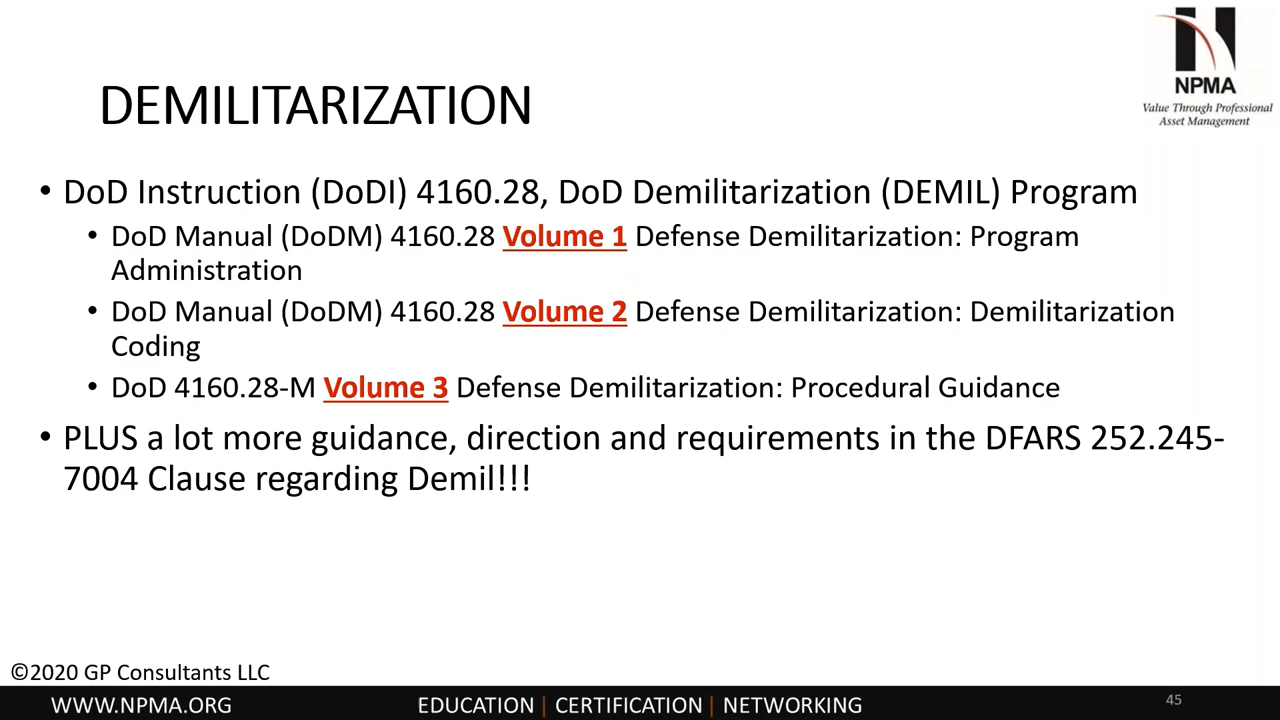 NPMA
Value Through Professional
Asset Management
DEMILITARIZATION
• DoD Instruction (DoDI) 4160.28, DoD Demilitarization (DEMIL) Program
• DoD Manual (DoDM) 4160.28 Volume 1 Defense Demilitarization: Program
Administration
• DoD Manual (DoDM) 4160.28 Volume 2 Defense Demilitarization: Demilitarization
Coding
• DoD 4160.28-M Volume 3 Defense Demilitarization: Procedural Guidance
• PLUS a lot more guidance, direction and requirements in the DFARS 252.245-
7004 Clause regarding Demil!!!
©2020 GP Consultants LLC
WWW.NPMA.ORG EDUCATION | CERTIFICATION | NETWORKING 45